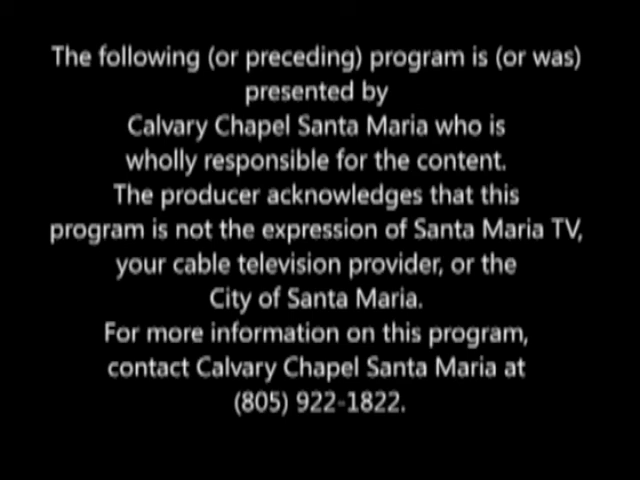 The following (or preceding) program is (or was)
presented by
Calvary Chapel Santa Maria who is
wholly responsible for the content.
The producer acknowledges that this
program is not the expression of Santa Maria TV,
your cable television provider, or the
City of Santa Maria.
For more information on this program,
contact Calvary Chapel Santa Maria at
(805) 922-1822.